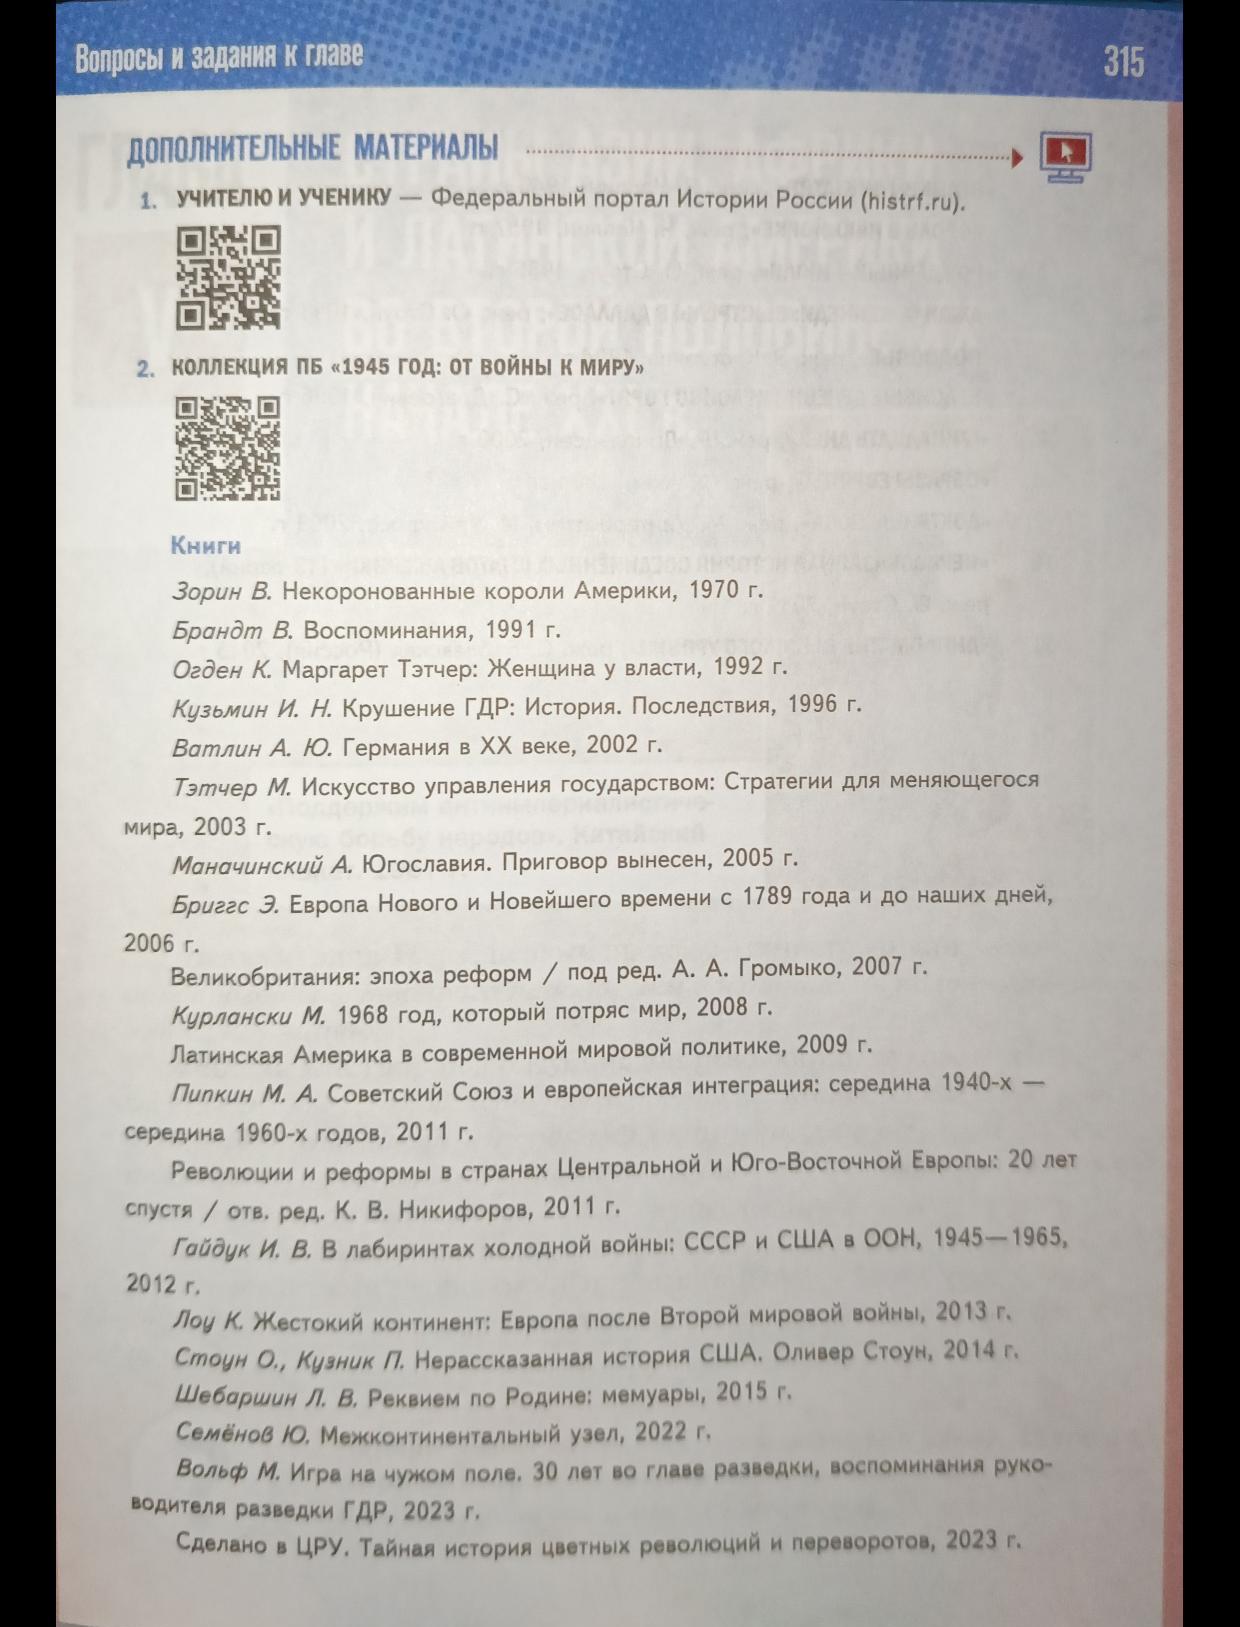 Вопросы и задания к главе
315
ДОПОЛНИТЕЛЬНЫЕ МАТЕРИАЛЫ
1. УЧИТЕЛЮ И УЧЕНИКУ — Федеральный портал Истории России (histrf.ru).
2. КОЛЛЕКЦИЯ ПБ «1945 ГОД: ОТ ВОЙНЫ К МИРУ»
Книги
Зорин В. Некоронованные короли Америки, 1970 г.
Брандт В. Воспоминания, 1991 г.
Огден К. Маргарет Тэтчер: Женщина у власти, 1992 г.
Кузьмин И. Н. Крушение ГДР: История. Последствия, 1996 г.
Ватлин А. Ю. Германия в XX веке, 2002 г.
Тэтчер М. Искусство управления государством: Стратегии для меняющегося
мира, 2003 г.
Маначинский А. Югославия. Приговор вынесен, 2005 г.
Бриггс Э. Европа Нового и Новейшего времени с 1789 года и до наших дней,
2006 г.
Великобритания: эпоха реформ / под ред. А. А. Громыко, 2007 г.
Курлански М. 1968 год, который потряс мир, 2008 г.
Латинская Америка в современной мировой политике, 2009 г.
Пипкин М. А. Советский Союз и европейская интеграция: середина 1940-х —
середина 1960-х годов, 2011 г.
Революции и реформы в странах Центральной и Юго-Восточной Европы: 20 лет
спустя / отв. ред. К. В. Никифоров, 2011 г.
Гайдук И. В. В лабиринтах холодной войны: СССР и США в ООН, 1945—1965,
2012 г.
Лоу К. Жестокий континент: Европа после Второй мировой войны, 2013 г.
Стоун О., Кузник П. Нерассказанная история США. Оливер Стоун, 2014 г.
Шебаршин Л. В. Реквием по Родине: мемуары, 2015 г.
Семёнов Ю. Межконтинентальный узел, 2022 г.
Вольф М. Игра на чужом поле. 30 лет во главе разведки, воспоминания руко-
водителя разведки ГДР, 2023 г.
Сделано в ЦРУ. Тайная история цветных революций и переворотов, 2023 г.